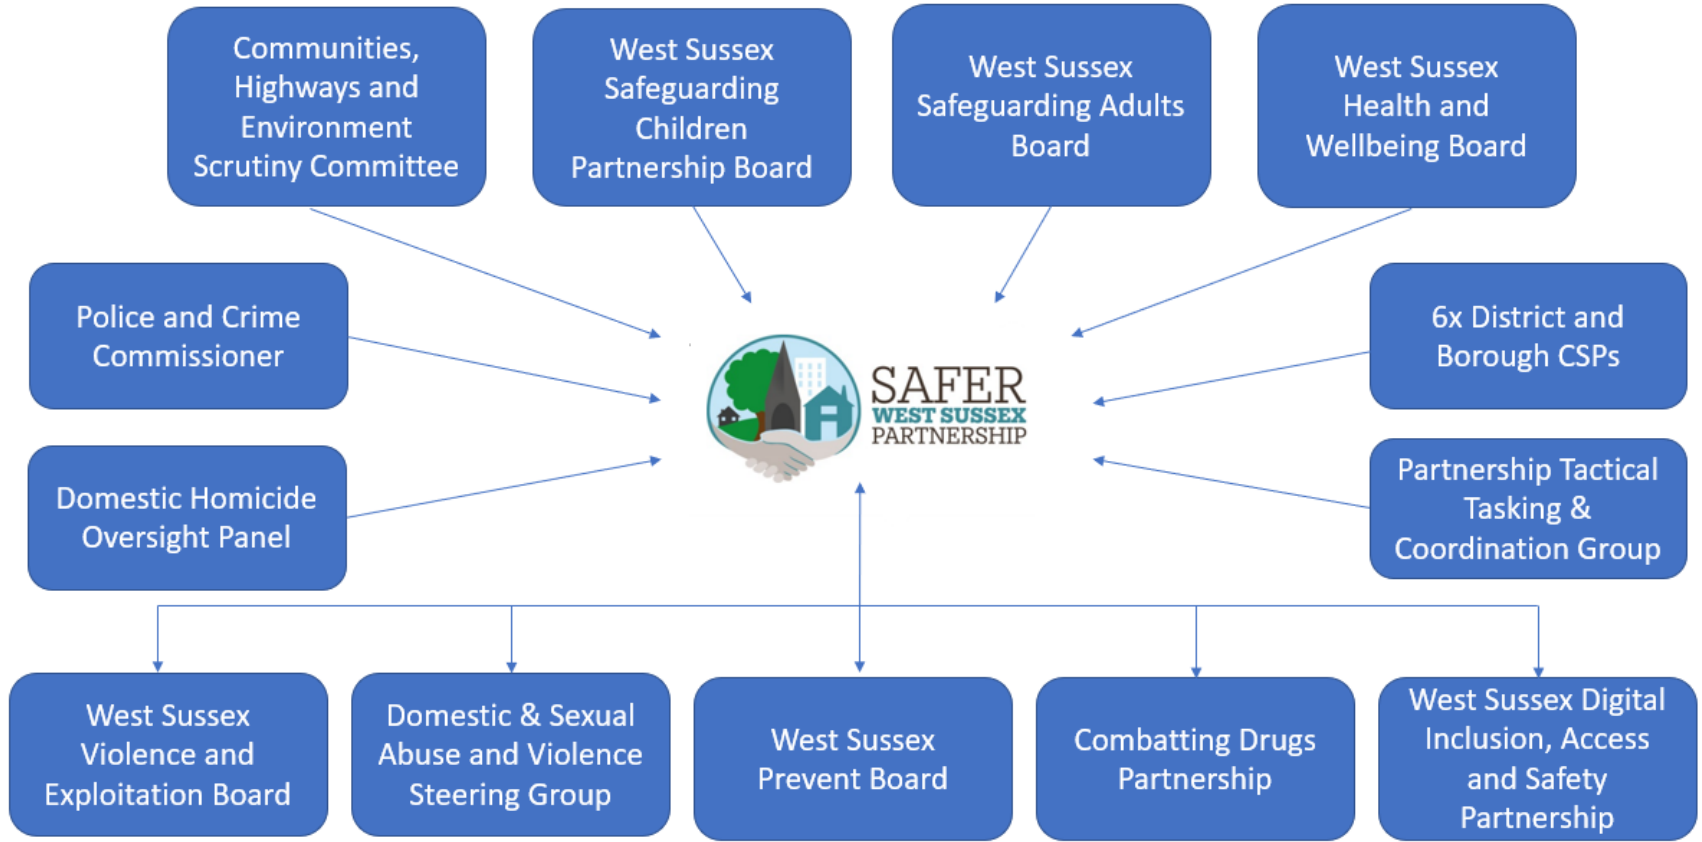 Communities,
Highways and
Environment
Scrutiny Committee
West Sussex
Safeguarding
Children
Partnership Board
West Sussex
Safeguarding Adults
Board
West Sussex
Health and
Wellbeing Board
Police and Crime
Commissioner
6x District and
Borough CSPs
SAFER
WEST SUSSEX
PARTNERSHIP
Domestic Homicide
Oversight Panel
Partnership Tactical
Tasking &
Coordination Group
West Sussex
Violence and
Exploitation Board
Domestic & Sexual
Abuse and Violence
Steering Group
West Sussex
Prevent Board
Combatting Drugs
Partnership
West Sussex Digital
Inclusion, Access
and Safety
Partnership